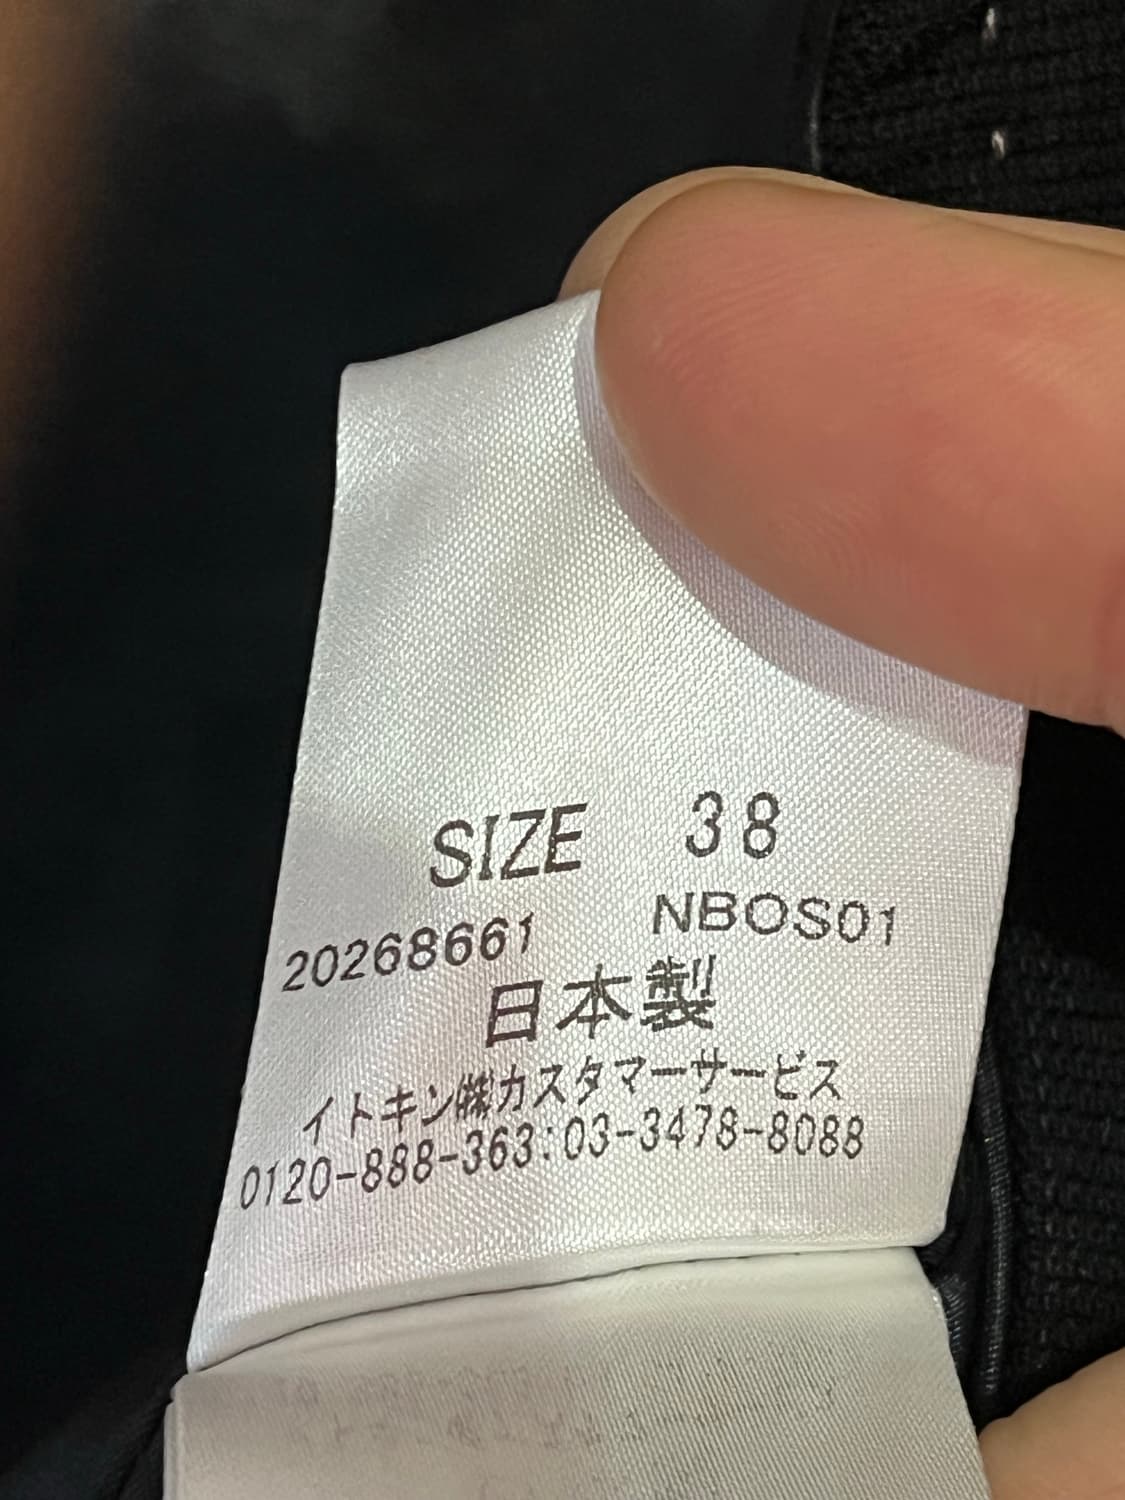 SIZE 38
20268661 NBOS01
日本製
イトキン㈱カスタマーサービス
0120-888-363:03-3478-8088